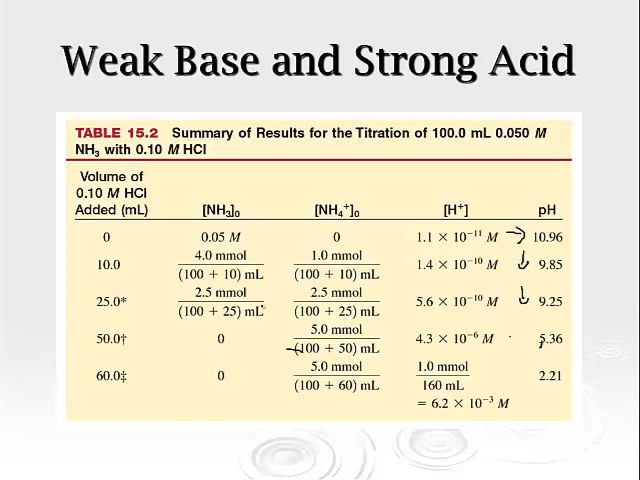 Weak Base and Strong Acid
TABLE 15.2 Summary of Results for the Titration of 100.0 mL 0.050 M
NH₃ with 0.10 M HCl
Volume of
0.10 M HCl
Added (mL) [NH₃]₀ [NH₄⁺]₀ [H⁺] pH
0 0.05 M 0 1.1 × 10⁻¹¹ M → 10.96
10.0 4.0 mmol/(100 + 10) mL 1.0 mmol/(100 + 10) mL 1.4 × 10⁻¹⁰ M ↓ 9.85
25.0* 2.5 mmol/(100 + 25) mL 2.5 mmol/(100 + 25) mL 5.6 × 10⁻¹⁰ M ↓ 9.25
50.0† 0 5.0 mmol/(100 + 50) mL 4.3 × 10⁻⁶ M 5.36
60.0‡ 0 5.0 mmol/(100 + 60) mL 1.0 mmol/160 mL 2.21
= 6.2 × 10⁻³ M